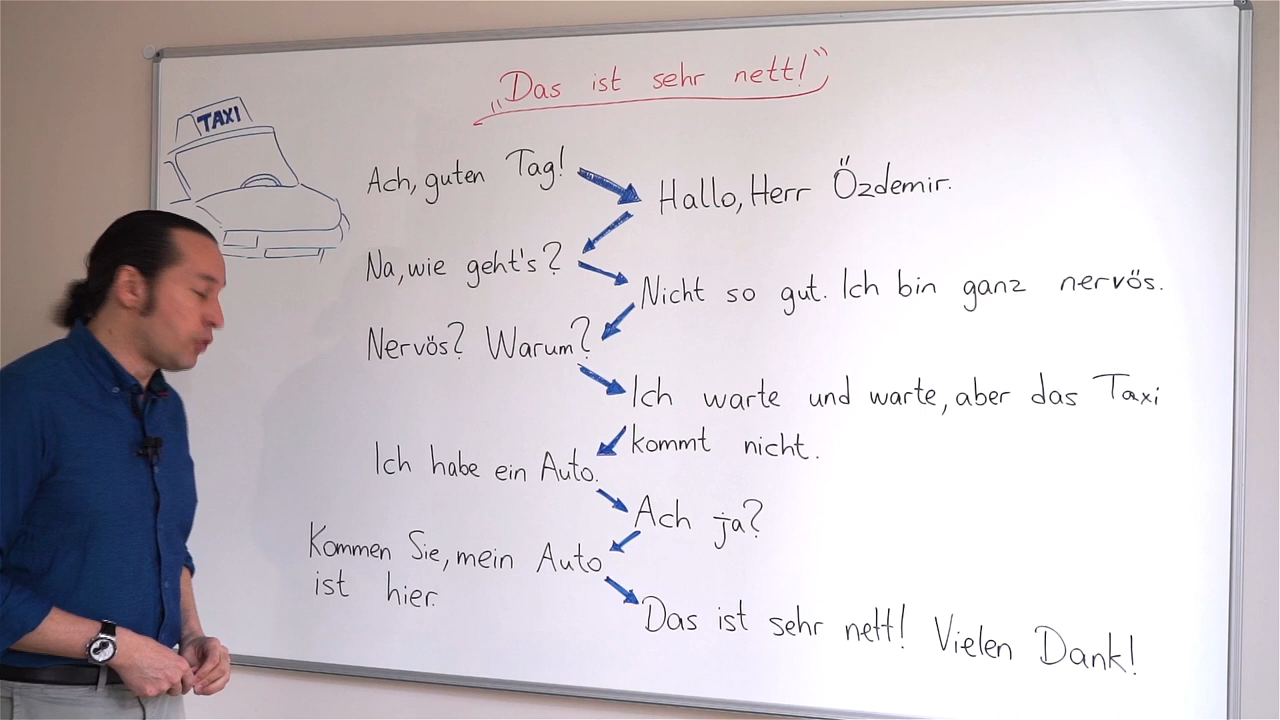 „Das ist sehr nett!"
TAXI
Ach, guten Tag!
Hallo, Herr Özdemir.
Na, wie geht's?
Nicht so gut. Ich bin ganz nervös.
Nervös? Warum?
Ich warte und warte, aber das Taxi
kommt nicht.
Ich habe ein Auto.
Ach ja?
Kommen Sie, mein Auto
ist hier.
Das ist sehr nett! Vielen Dank!